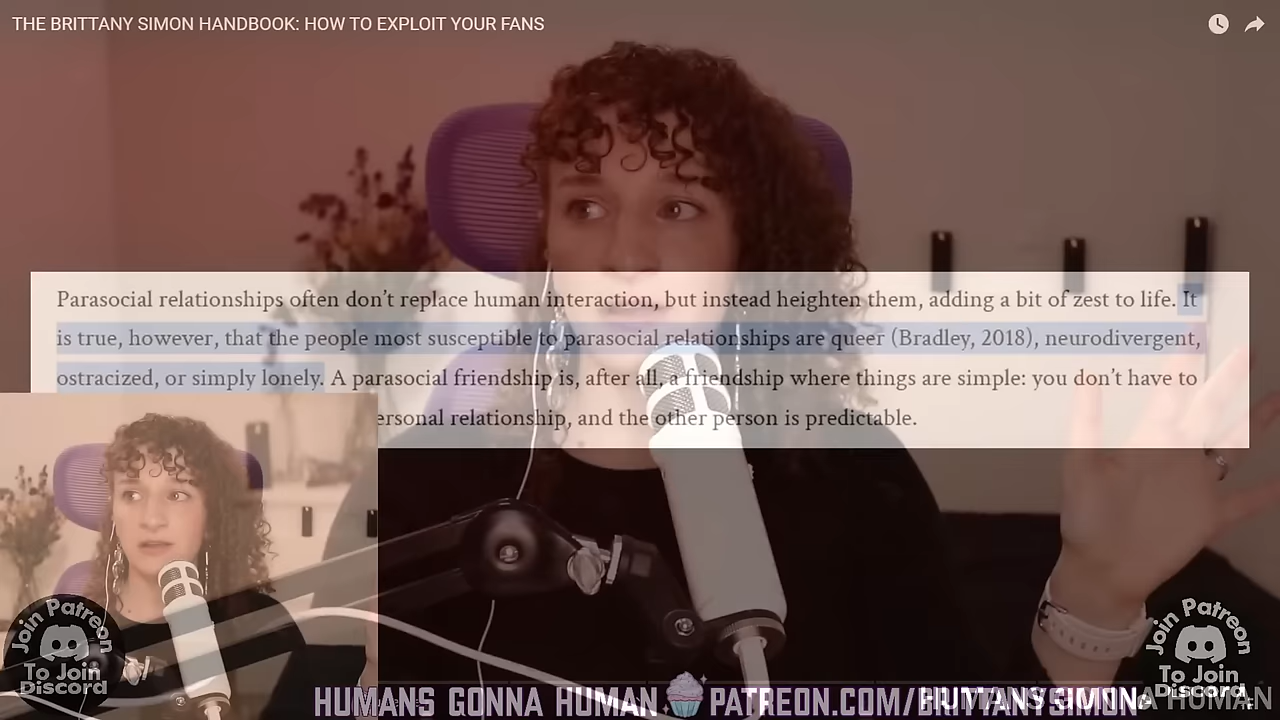 THE BRITTANY SIMON HANDBOOK: HOW TO EXPLOIT YOUR FANS
Parasocial relationships often don’t replace human interaction, but instead heighten them, adding a bit of zest to life. It
is true, however, that the people most susceptible to parasocial relationships are queer (Bradley, 2018), neurodivergent,
ostracized, or simply lonely. A parasocial friendship is, after all, a friendship where things are simple: you don’t have to
ersonal relationship, and the other person is predictable.
Join Patreon
To Join
Discord
Join Patreon
To Join
Discord
HUMANS GONNA HUMAN PATREON.COM/BRITTANYSIMON
HUMAN